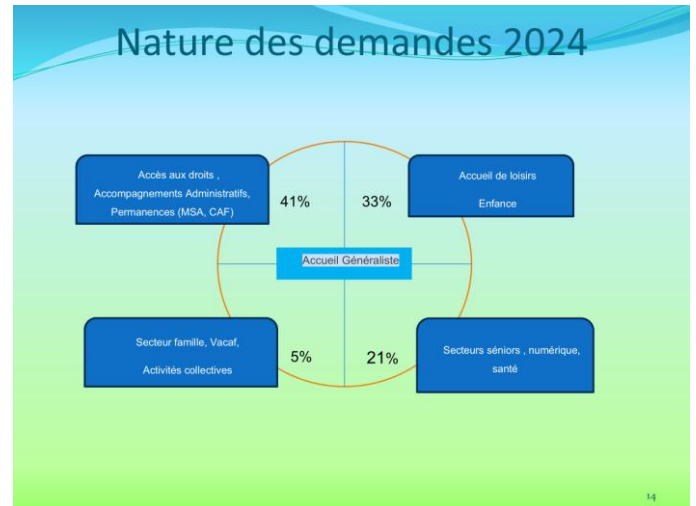 Nature des demandes 2024
Accès aux droits ,
Accompagnements Administratifs,
Permanences (MSA, CAF)
41%
33%
Accueil de loisirs
Enfance
Accueil Généraliste
Secteur famille, Vacaf,
Activités collectives
5%
21%
Secteurs séniors , numérique,
santé
14